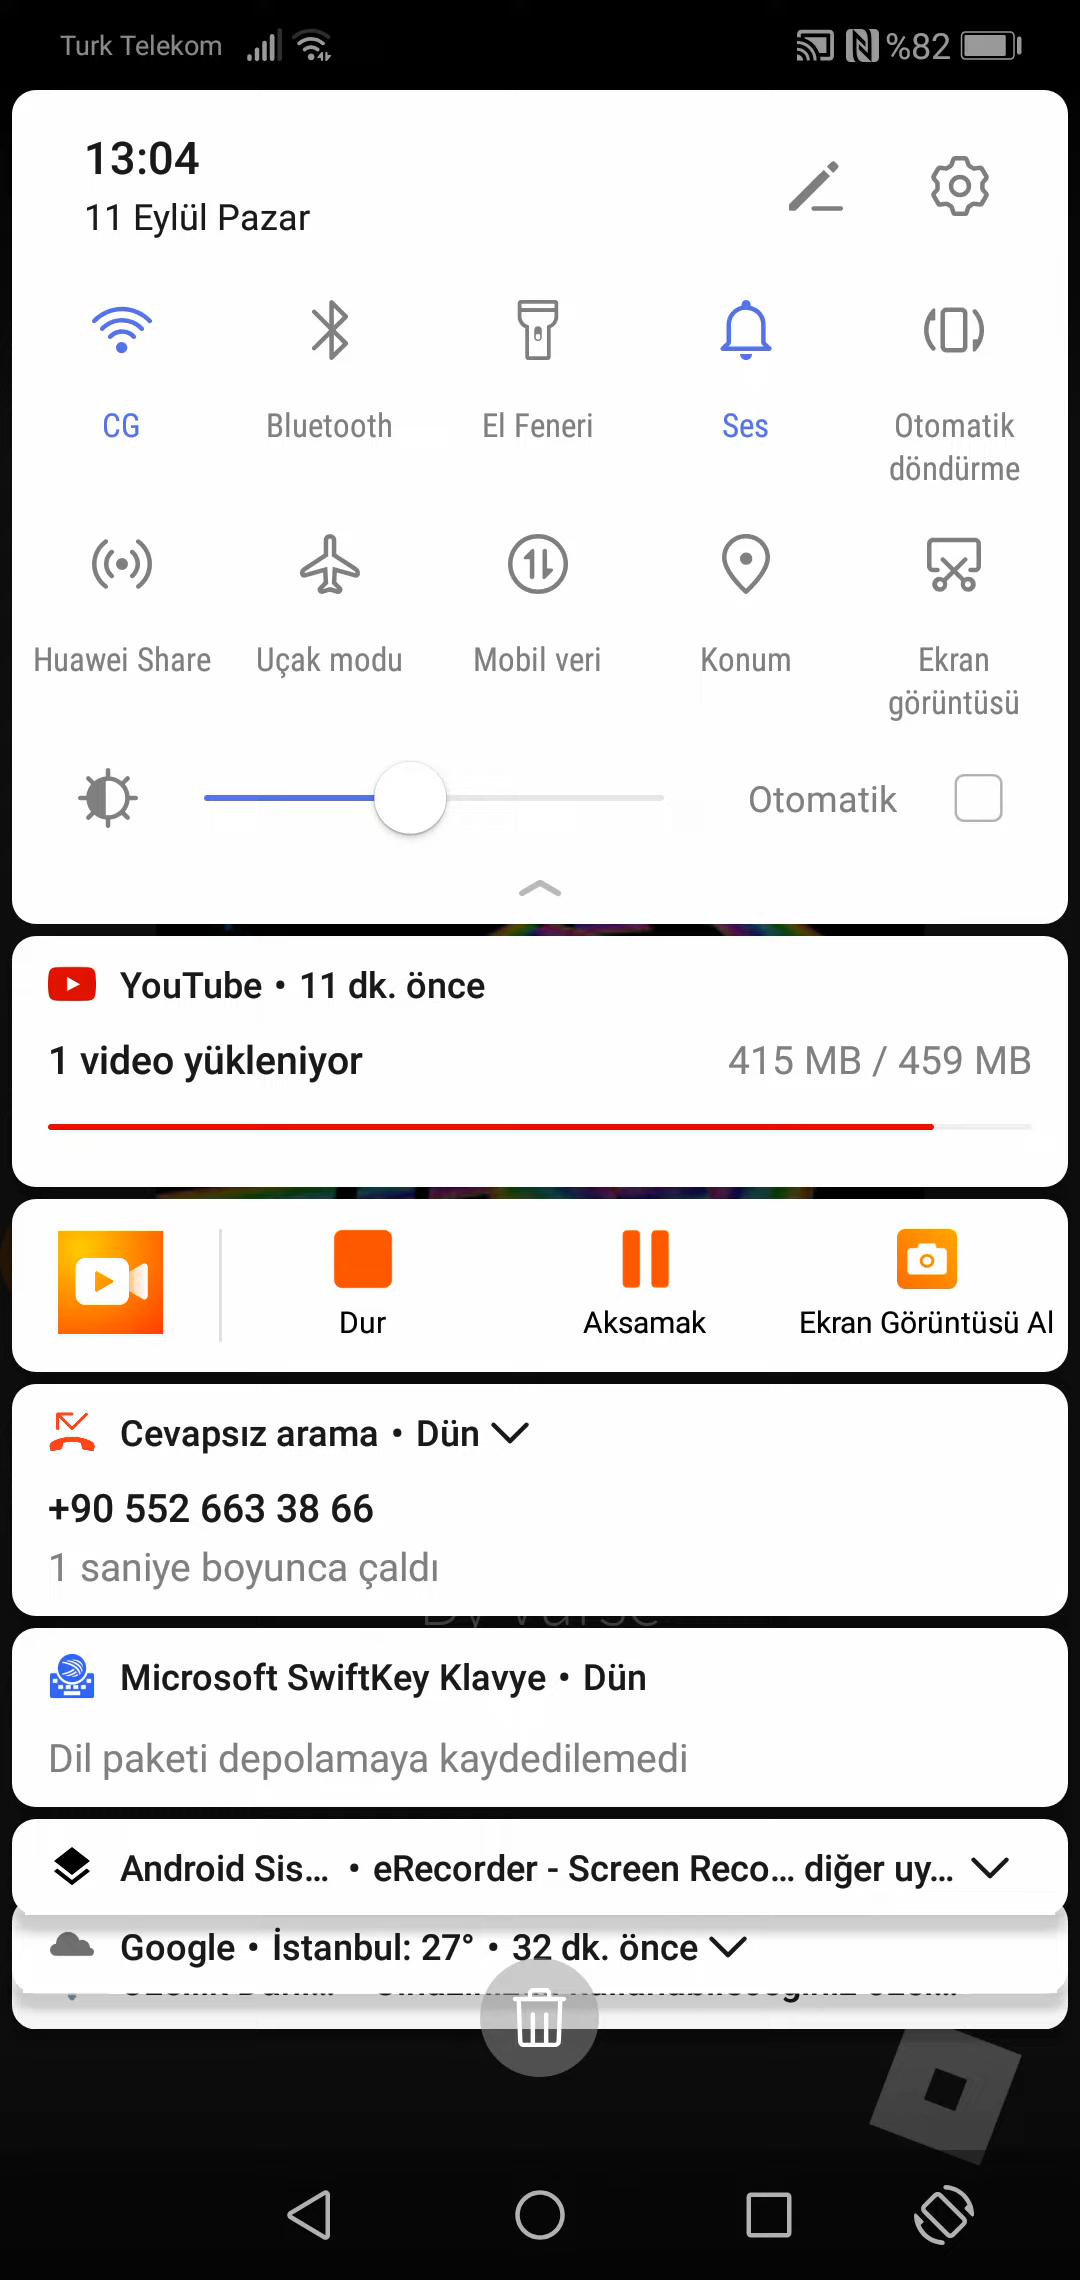 Turk Telekom
%82
13:04
11 Eylül Pazar
CG
Bluetooth
El Feneri
Ses
Otomatik
döndürme
Huawei Share
Uçak modu
Mobil veri
Konum
Ekran
görüntüsü
Otomatik
YouTube • 11 dk. önce
1 video yükleniyor
415 MB / 459 MB
Dur
Aksamak
Ekran Görüntüsü Al
Cevapsız arama • Dün
+90 552 663 38 66
1 saniye boyunca çaldı
Microsoft SwiftKey Klavye • Dün
Dil paketi depolamaya kaydedilemedi
Android Sis... • eRecorder - Screen Reco... diğer uy...
Google • İstanbul: 27° • 32 dk. önce